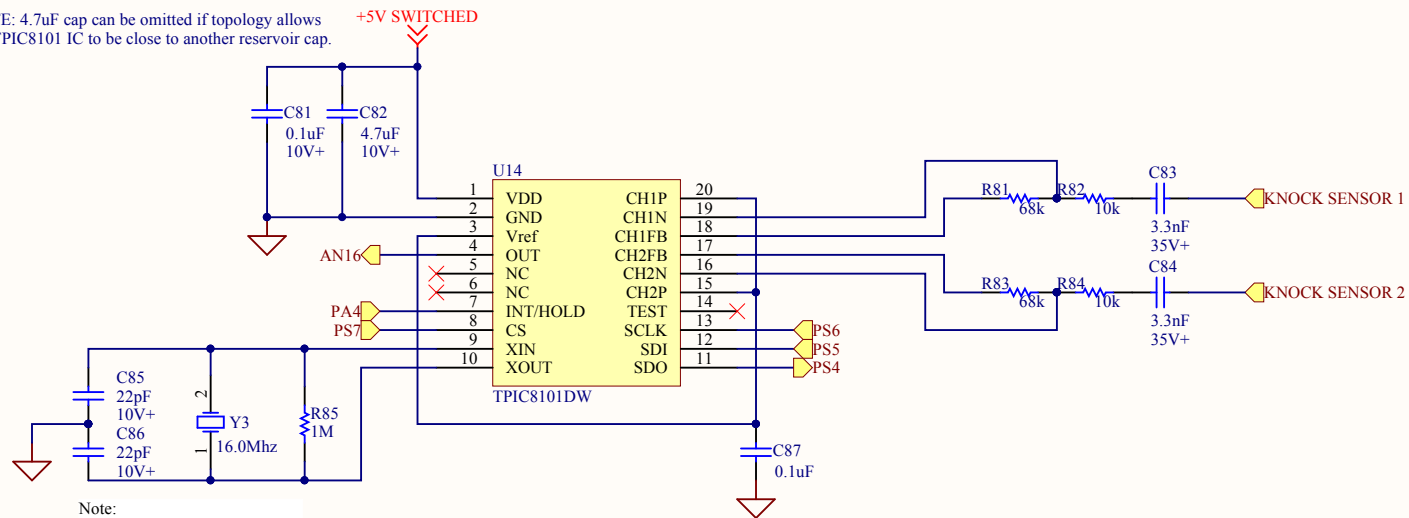 E: 4.7uF cap can be omitted if topology allows
TPIC8101 IC to be close to another reservoir cap.
+5V SWITCHED
C81
0.1uF
10V+
C82
4.7uF
10V+
U14
1 VDD
2 GND
3 Vref
4 OUT
5 NC
6 NC
7 INT/HOLD
8 CS
9 XIN
10 XOUT
CH1P 20
CH1N 19
CH1FB 18
CH2FB 17
CH2N 16
CH2P 15
TEST 14
SCLK 13
SDI 12
SDO 11
TPIC8101DW
AN16
PA4
PS7
PS6
PS5
PS4
R81
68k
R82
10k
C83
3.3nF
35V+
KNOCK SENSOR 1
R83
68k
R84
10k
C84
3.3nF
35V+
KNOCK SENSOR 2
C85
22pF
10V+
C86
22pF
10V+
2
Y3
1
16.0Mhz
R85
1M
C87
0.1uF
Note: